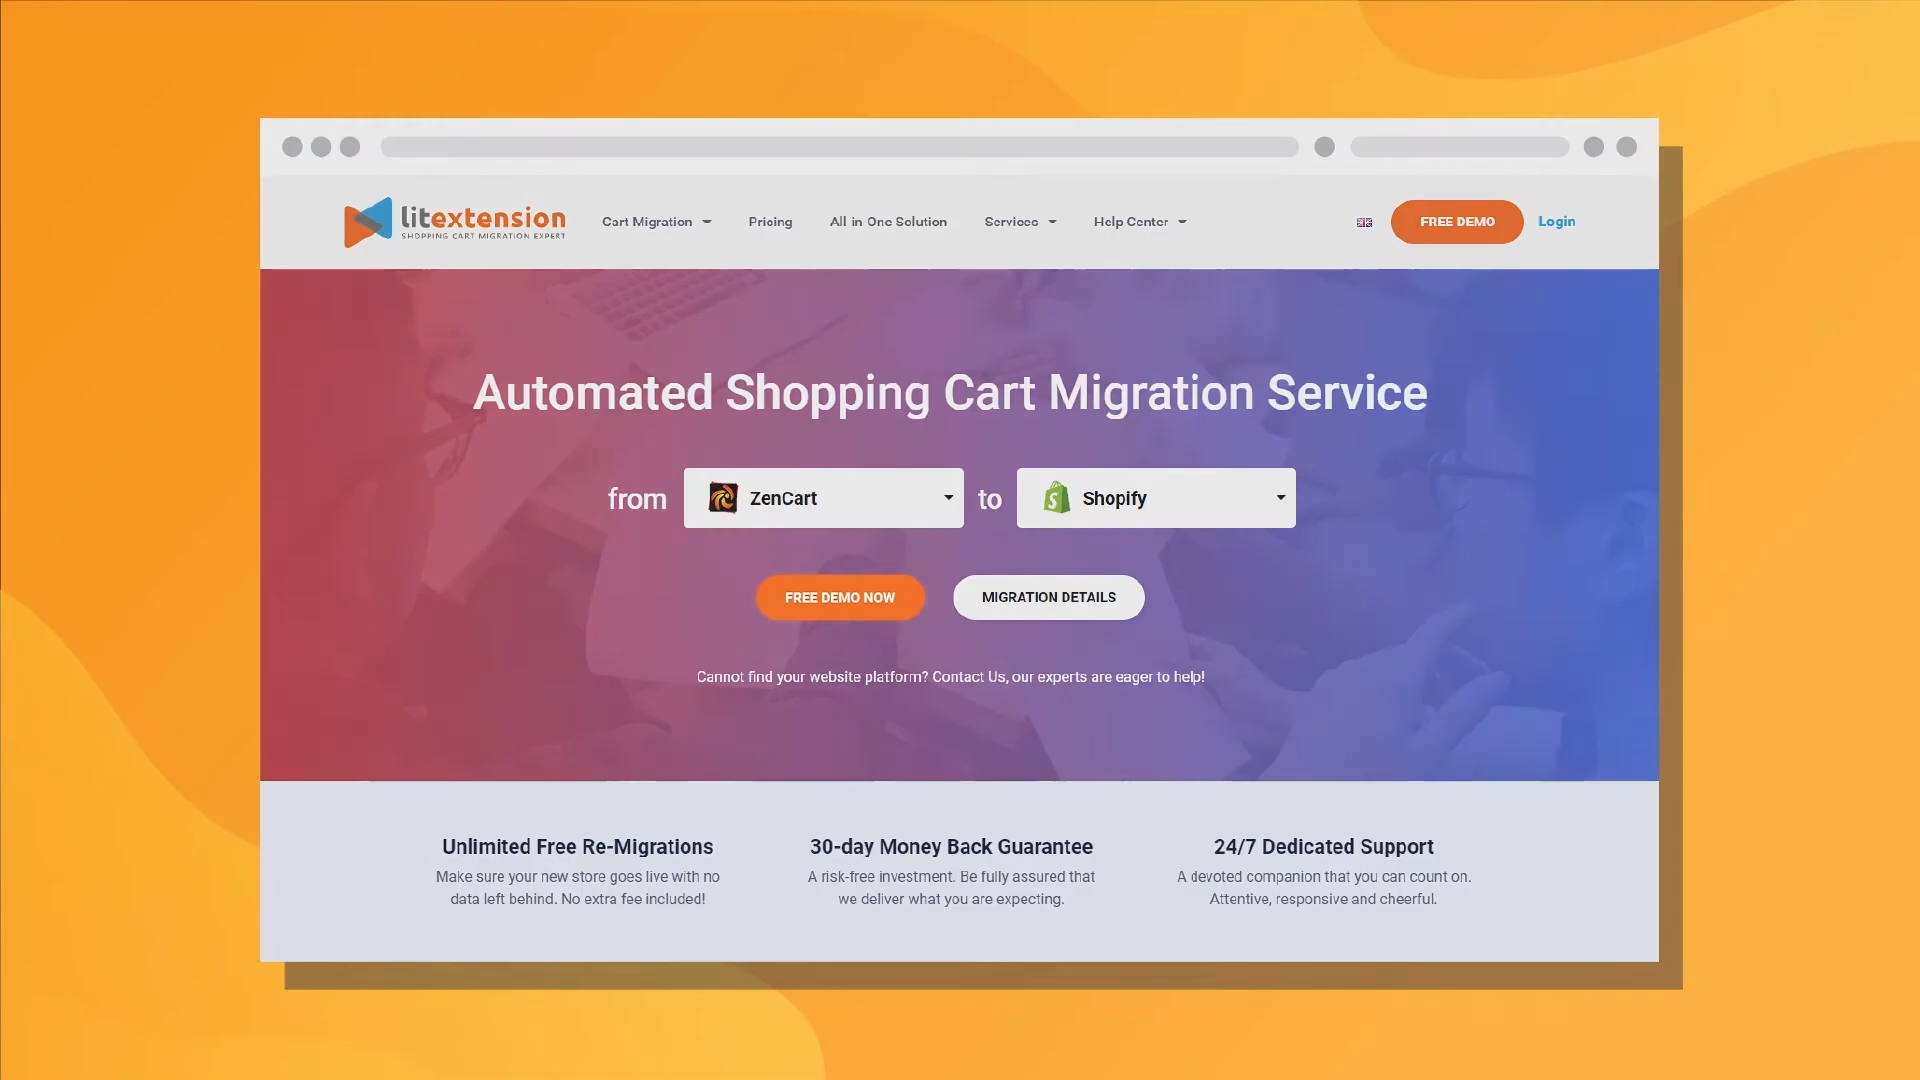 litextension
SHOPPING CART MIGRATION EXPERT
Cart Migration
Pricing
All-in-One Solution
Services
Help Center
FREE DEMO
Login
Automated Shopping Cart Migration Service
from
ZenCart
to
Shopify
FREE DEMO NOW
MIGRATION DETAILS
Cannot find your website platform? Contact Us, our experts are eager to help!
Unlimited Free Re-Migrations
Make sure your new store goes live with no
data left behind. No extra fee included!
30-day Money Back Guarantee
A risk-free investment. Be fully assured that
we deliver what you are expecting.
24/7 Dedicated Support
A devoted companion that you can count on.
Attentive, responsive and cheerful.